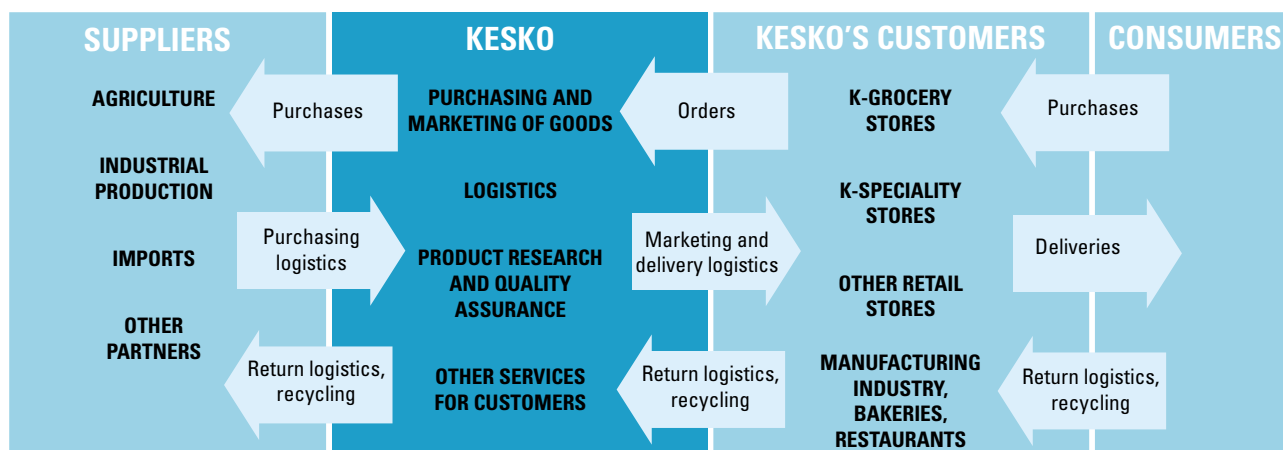 SUPPLIERS
KESKO
KESKO'S CUSTOMERS
CONSUMERS
AGRICULTURE
INDUSTRIAL
PRODUCTION
IMPORTS
OTHER
PARTNERS
Purchases
Purchasing
logistics
Return logistics,
recycling
PURCHASING AND
MARKETING OF GOODS
LOGISTICS
PRODUCT RESEARCH
AND QUALITY
ASSURANCE
OTHER SERVICES
FOR CUSTOMERS
Orders
Marketing and
delivery logistics
Return logistics,
recycling
K-GROCERY
STORES
K-SPECIALITY
STORES
OTHER RETAIL
STORES
MANUFACTURING
INDUSTRY,
BAKERIES,
RESTAURANTS
Purchases
Deliveries
Return logistics,
recycling